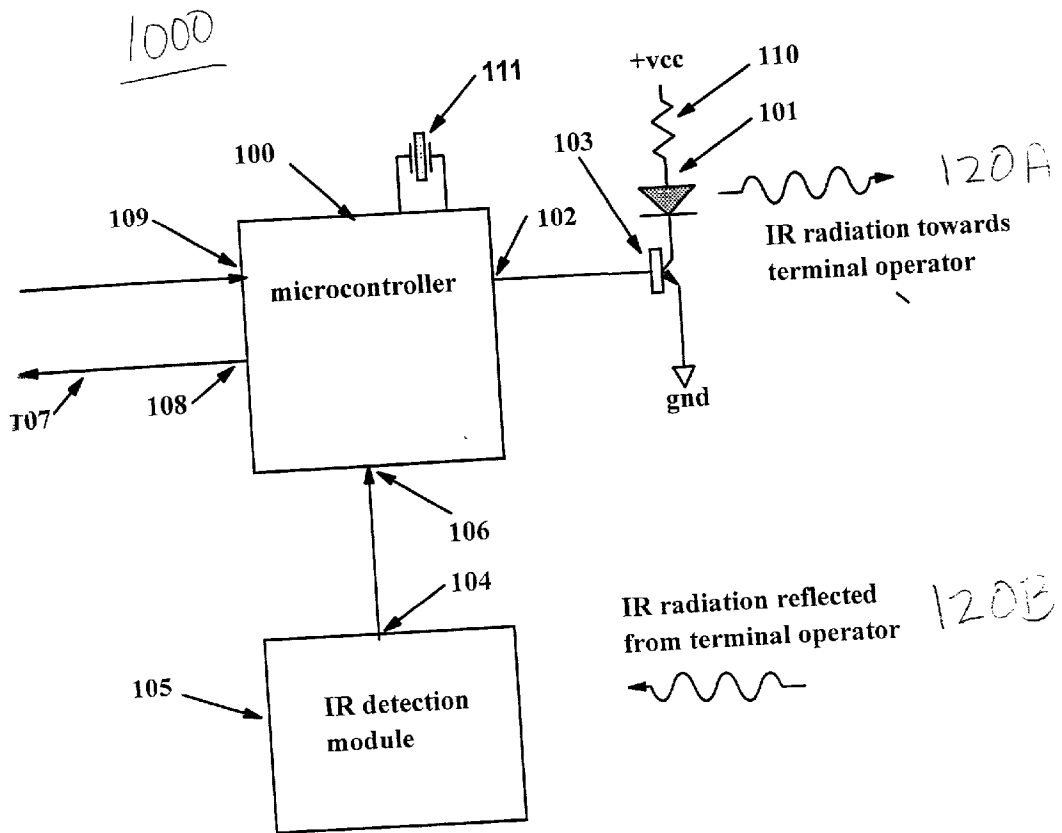 1000
111
+vcc
110
101
100
103
120A
109
102
IR radiation towards
terminal operator
microcontroller
108
107
gnd
106
104
IR radiation reflected
from terminal operator
120B
105
IR detection
module